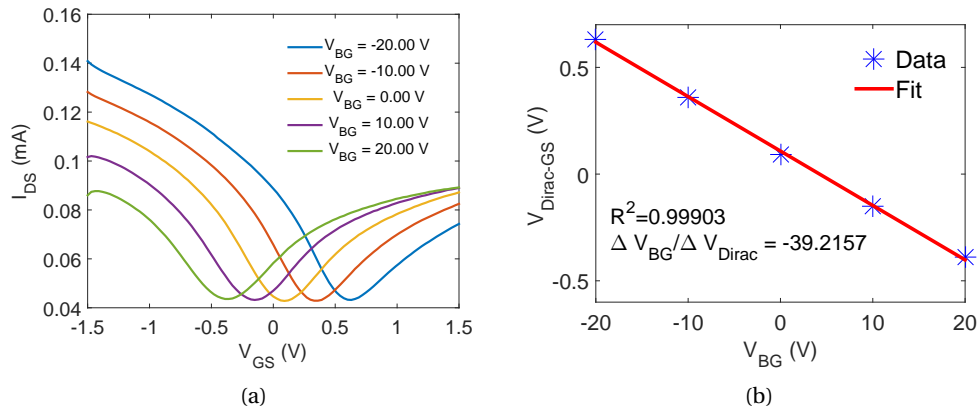 (a)
V_BG = -20.00 V
V_BG = -10.00 V
V_BG = 0.00 V
V_BG = 10.00 V
V_BG = 20.00 V
0.16
0.14
0.12
0.1
0.08
0.06
0.04
I_DS (mA)
-1.5 -1 -0.5 0 0.5 1 1.5
V_GS (V)
(a)
(b)
Data
Fit
0.5
0
-0.5
V_Dirac-GS (V)
R²=0.99903
Δ V_BG/Δ V_Dirac = -39.2157
-20 -10 0 10 20
V_BG (V)
(b)